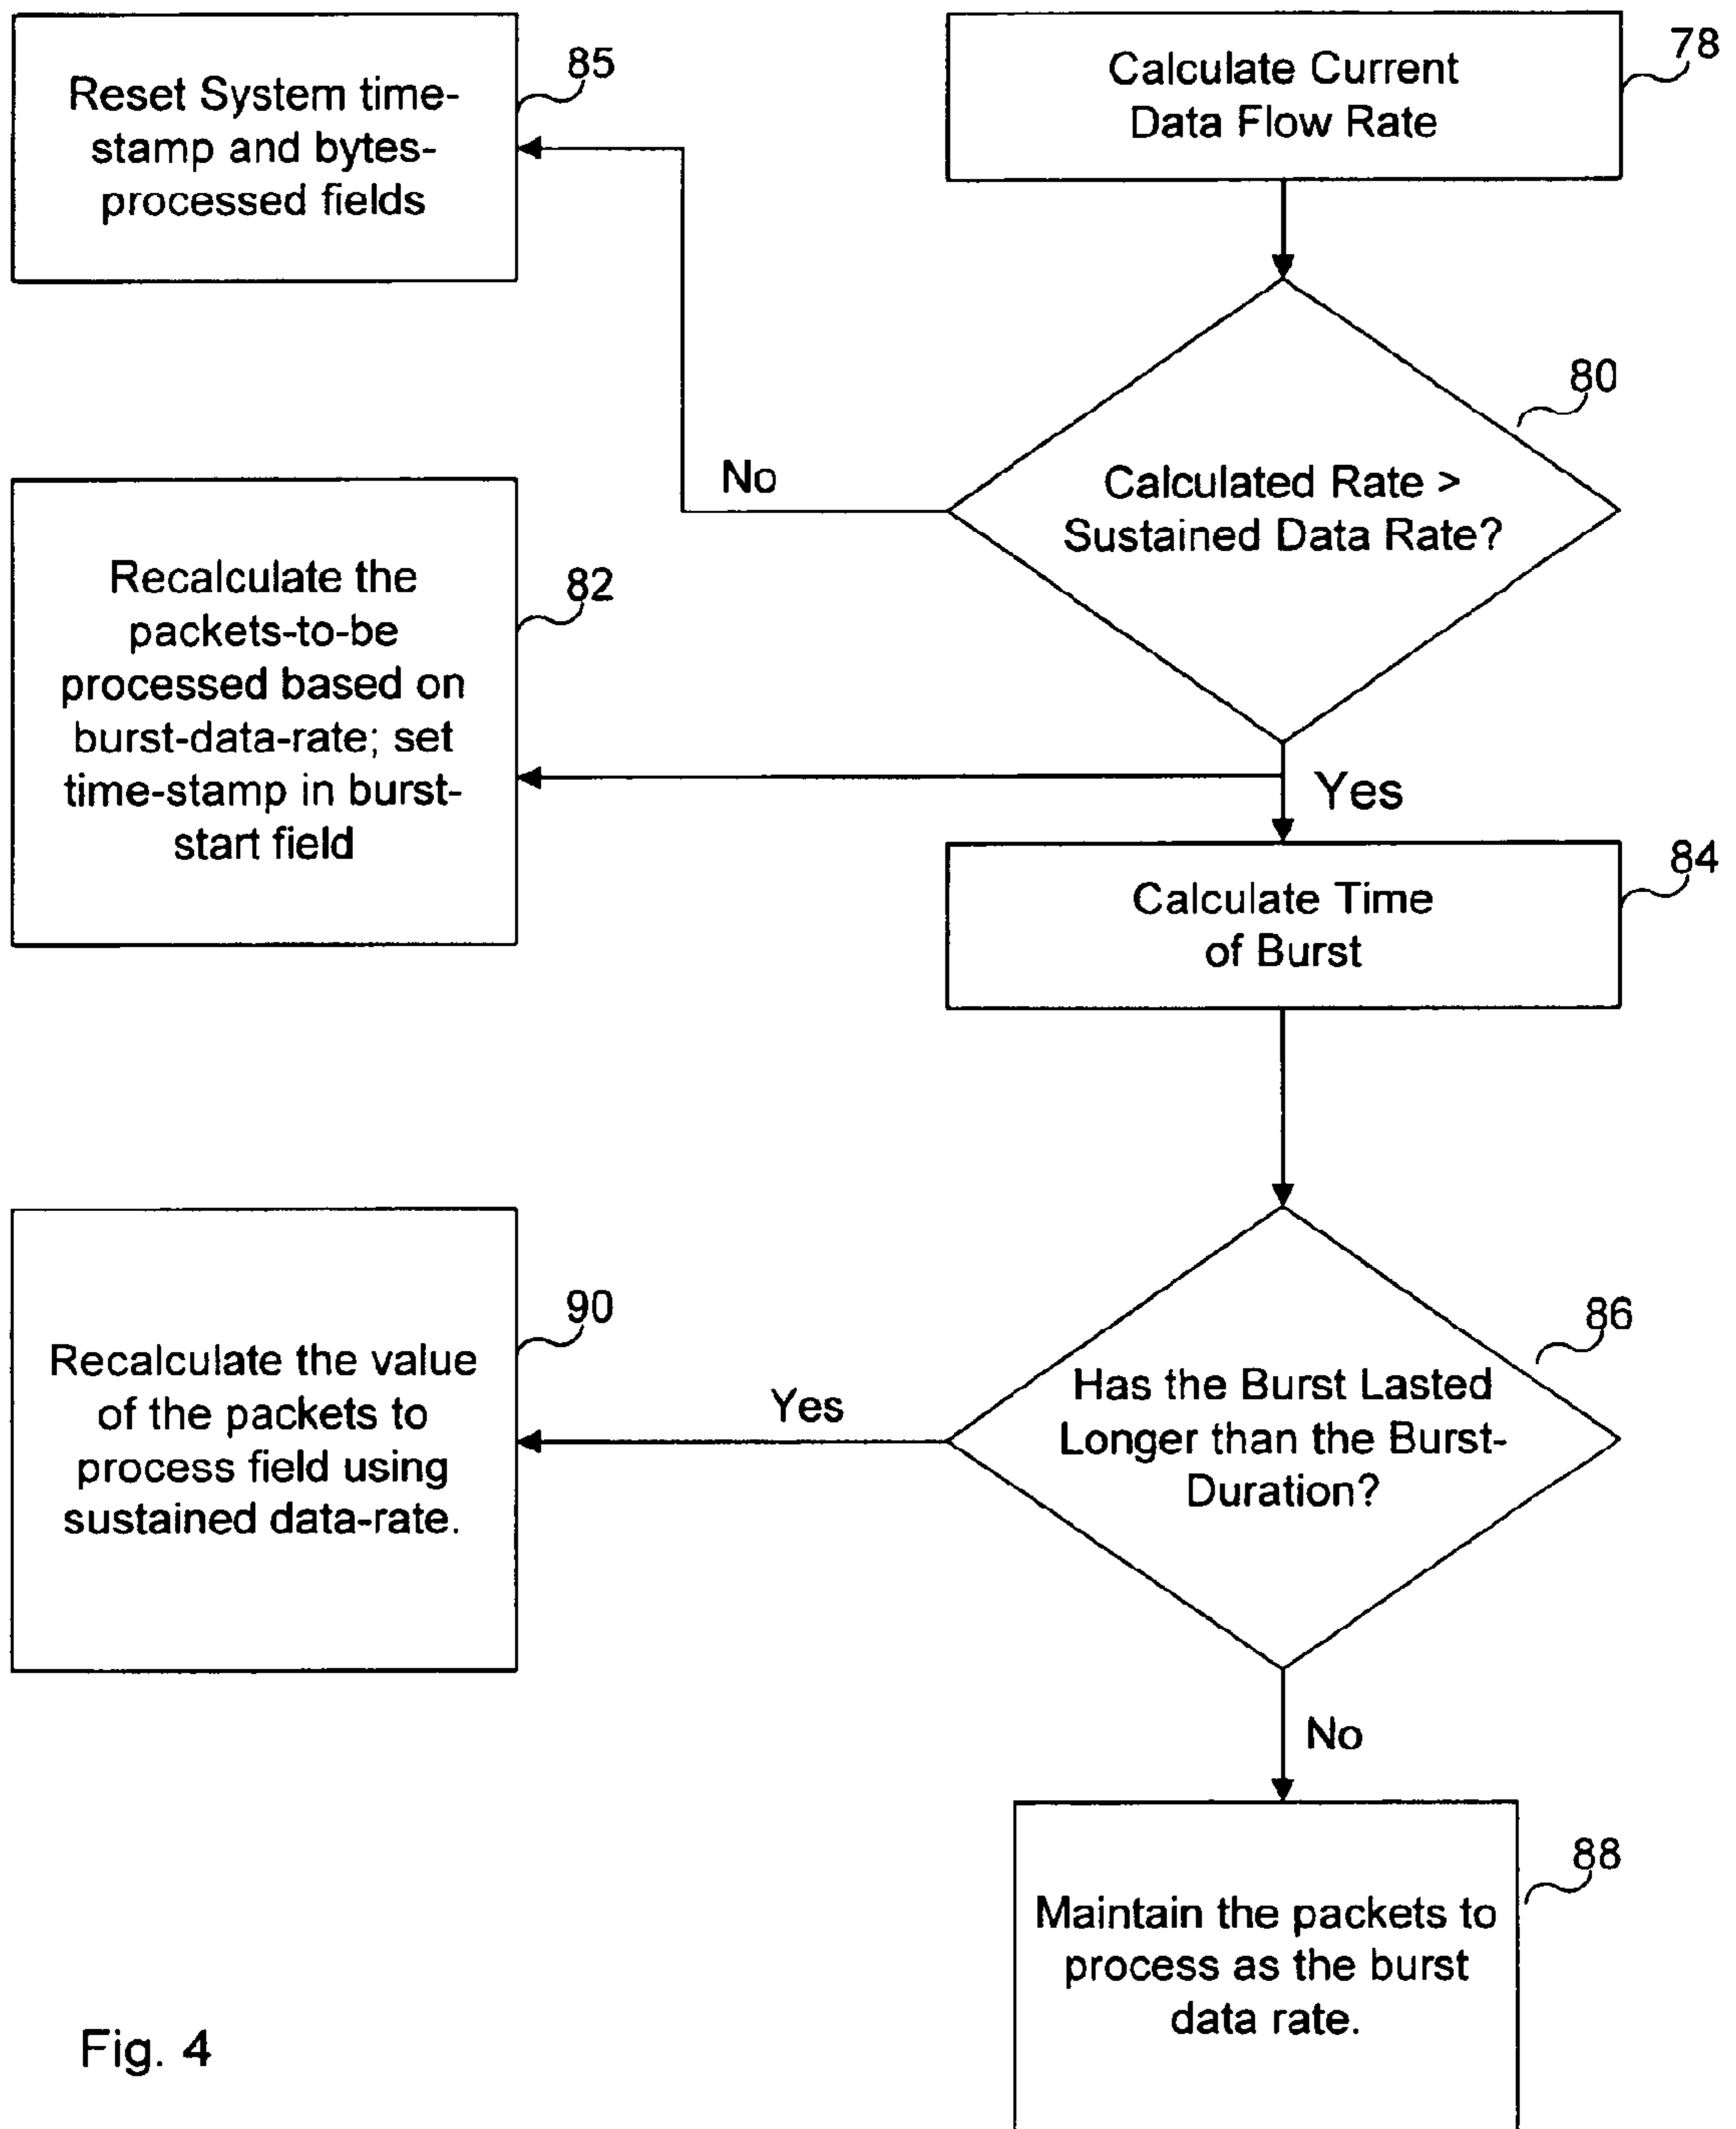 85
Reset System time-
stamp and bytes-
processed fields
78
Calculate Current
Data Flow Rate
80
Calculated Rate >
Sustained Data Rate?
No
82
Recalculate the
packets-to-be
processed based on
burst-data-rate; set
time-stamp in burst-
start field
Yes
84
Calculate Time
of Burst
90
Recalculate the value
of the packets to
process field using
sustained data-rate.
86
Has the Burst Lasted
Longer than the Burst-
Duration?
Yes
No
88
Maintain the packets to
process as the burst
data rate.
Fig. 4